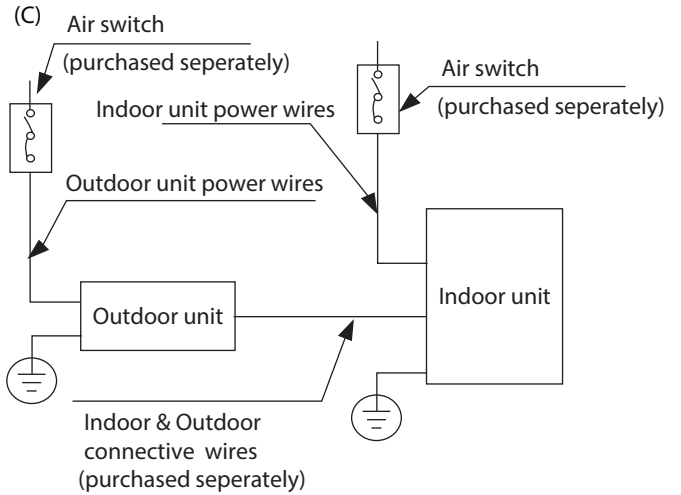 (C)
Air switch
(purchased seperately)
Air switch
(purchased seperately)
Indoor unit power wires
Outdoor unit power wires
Outdoor unit
Indoor unit
Indoor & Outdoor
connective wires
(purchased seperately)